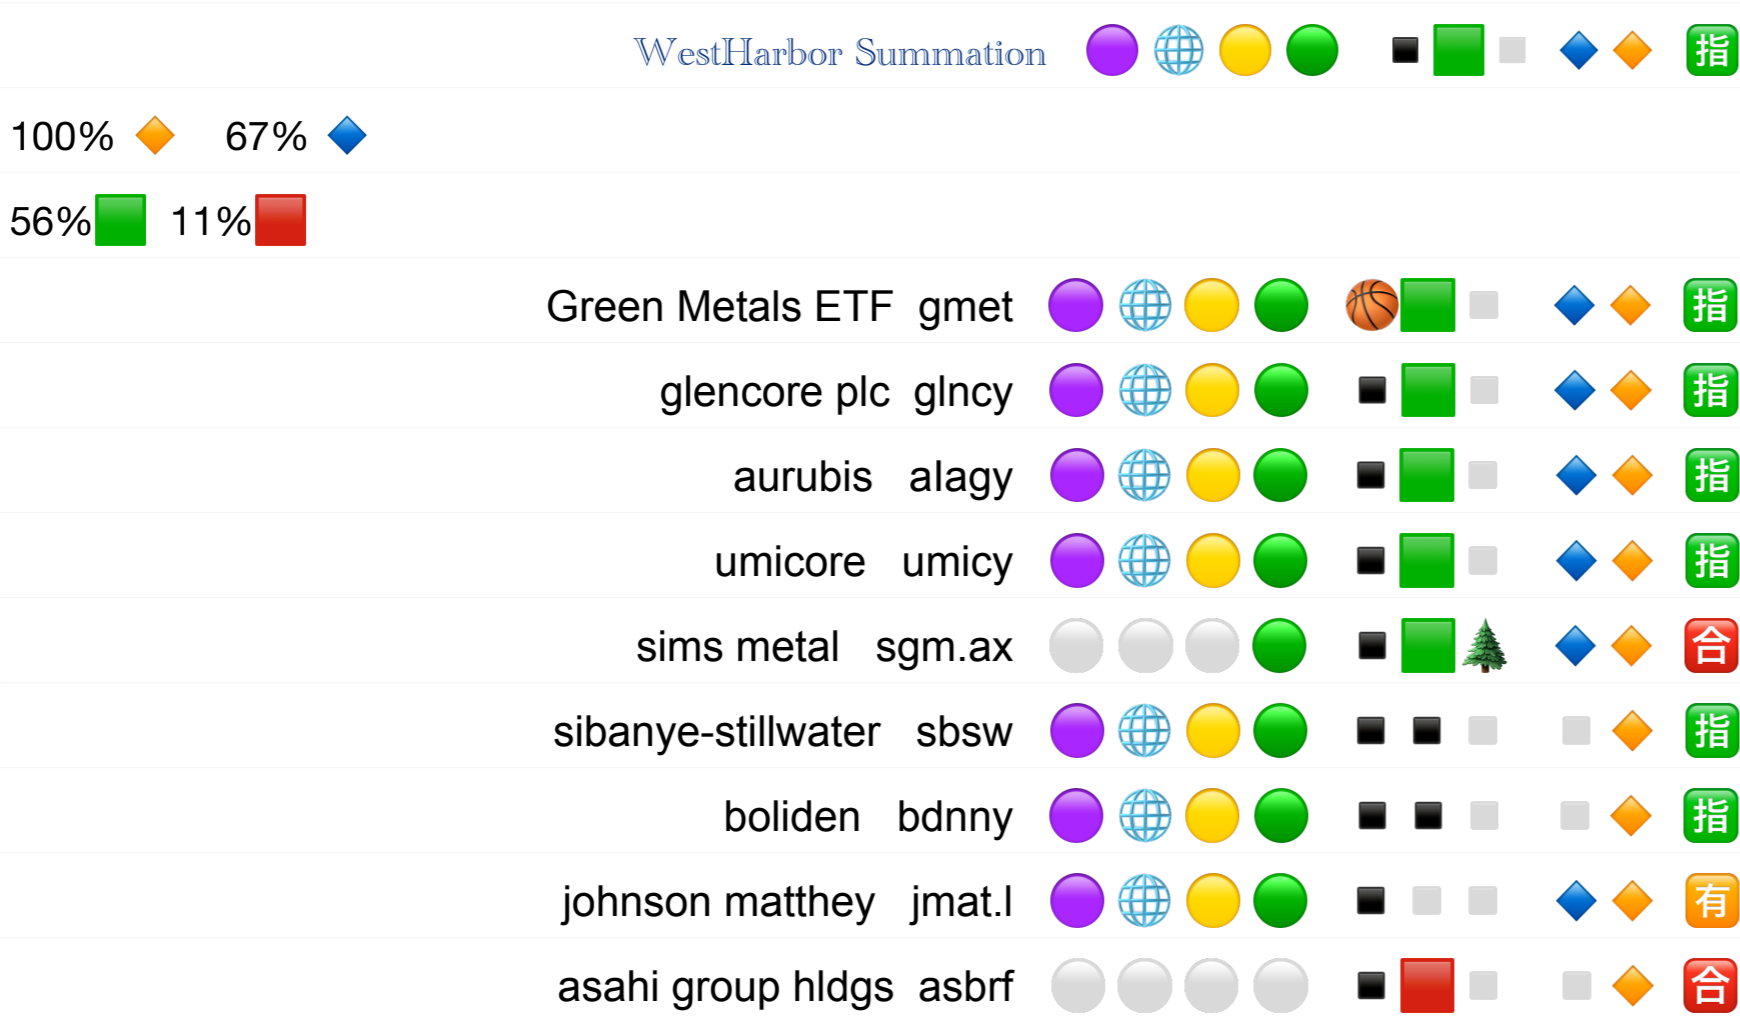 WestHarbor Summation 指
100% 67%
56% 11%
Green Metals ETF gmet 指
glencore plc glncy 指
aurubis alagy 指
umicore umicy 指
sims metal sgm.ax 合
sibanye-stillwater sbsw 指
boliden bdnny 指
johnson matthey jmat.l 有
asahi group hldgs asbrf 合